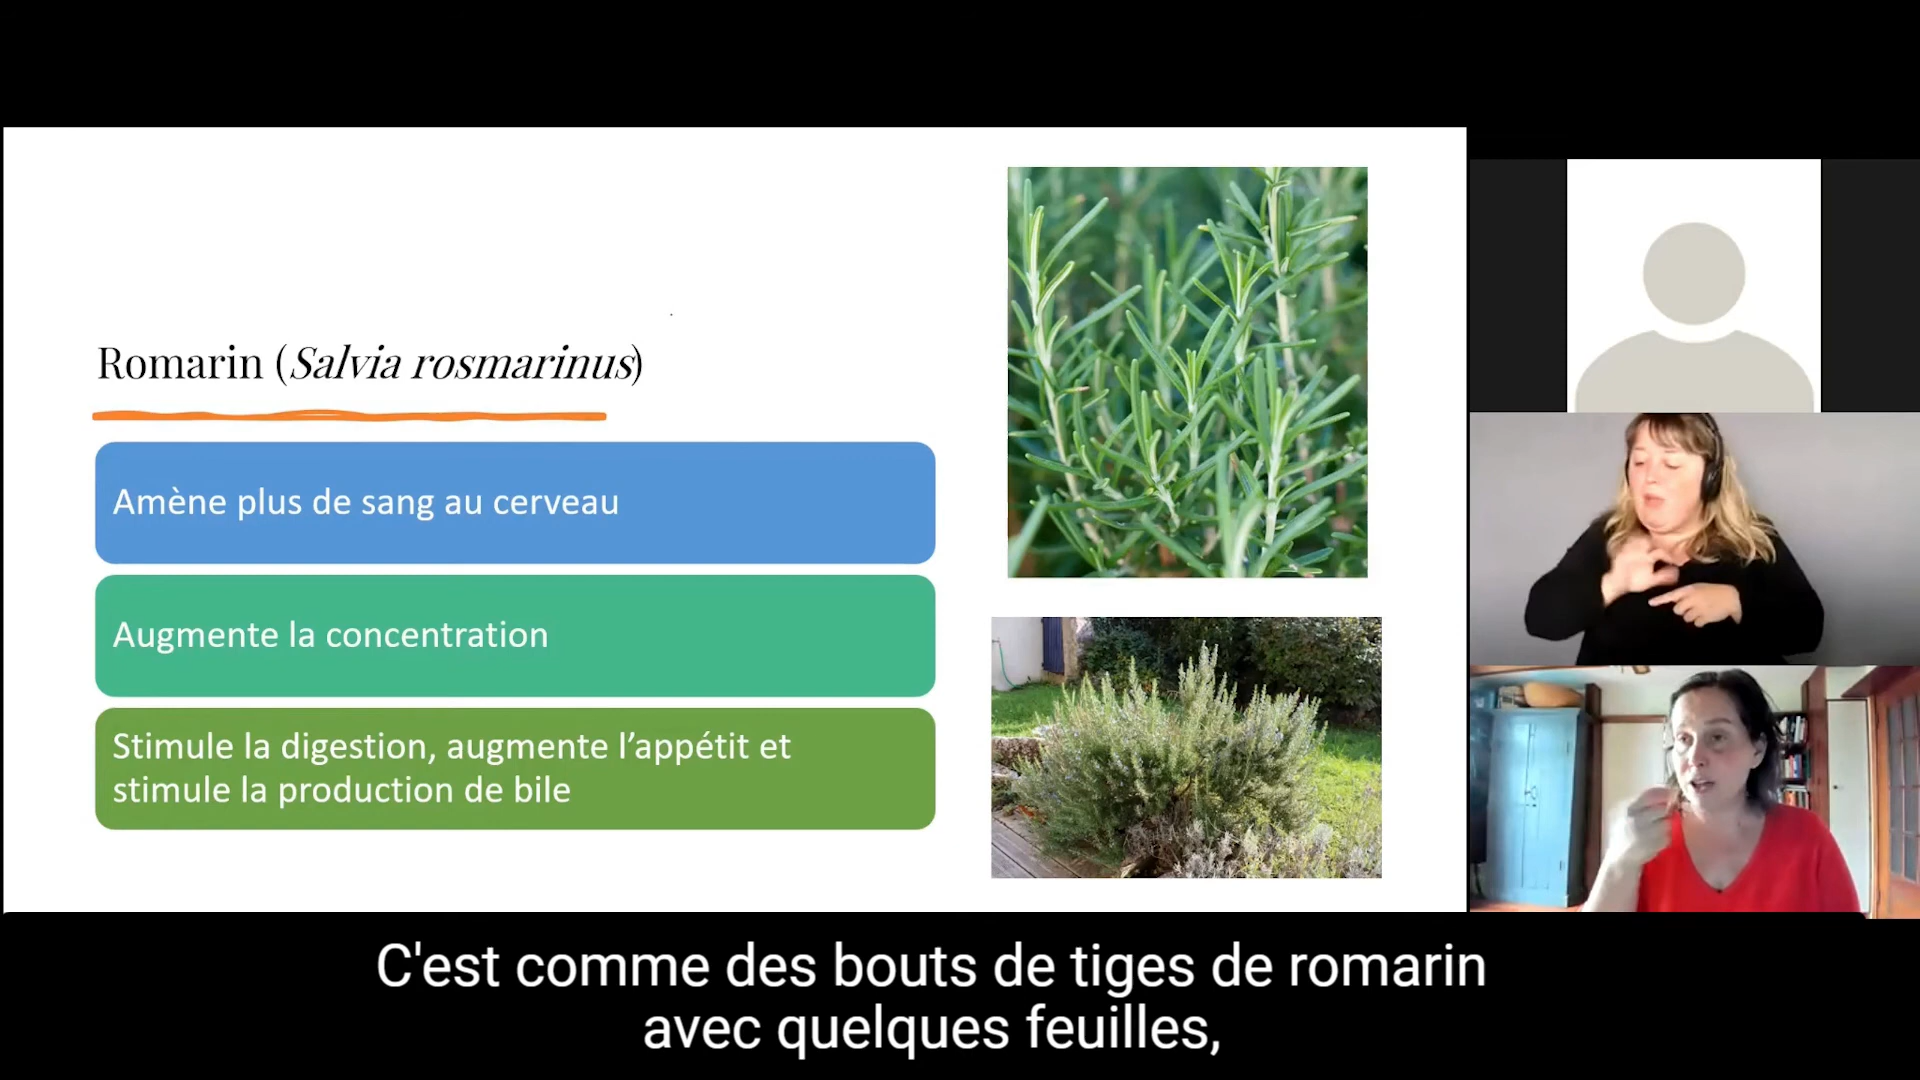 Romarin (Salvia rosmarinus)
Amène plus de sang au cerveau
Augmente la concentration
Stimule la digestion, augmente l’appétit et
stimule la production de bile
C'est comme des bouts de tiges de romarin
avec quelques feuilles,